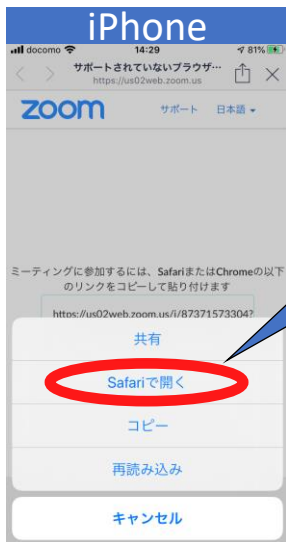 iPhone
docomo 14:29 81%
サポートされていないブラウザ…
https://us02web.zoom.us
zoom サポート 日本語
ミーティングに参加するには、SafariまたはChromeの以下
のリンクをコピーして貼り付けます
https://us02web.zoom.us/j/87371573304?
共有
Safariで開く
コピー
再読み込み
キャンセル